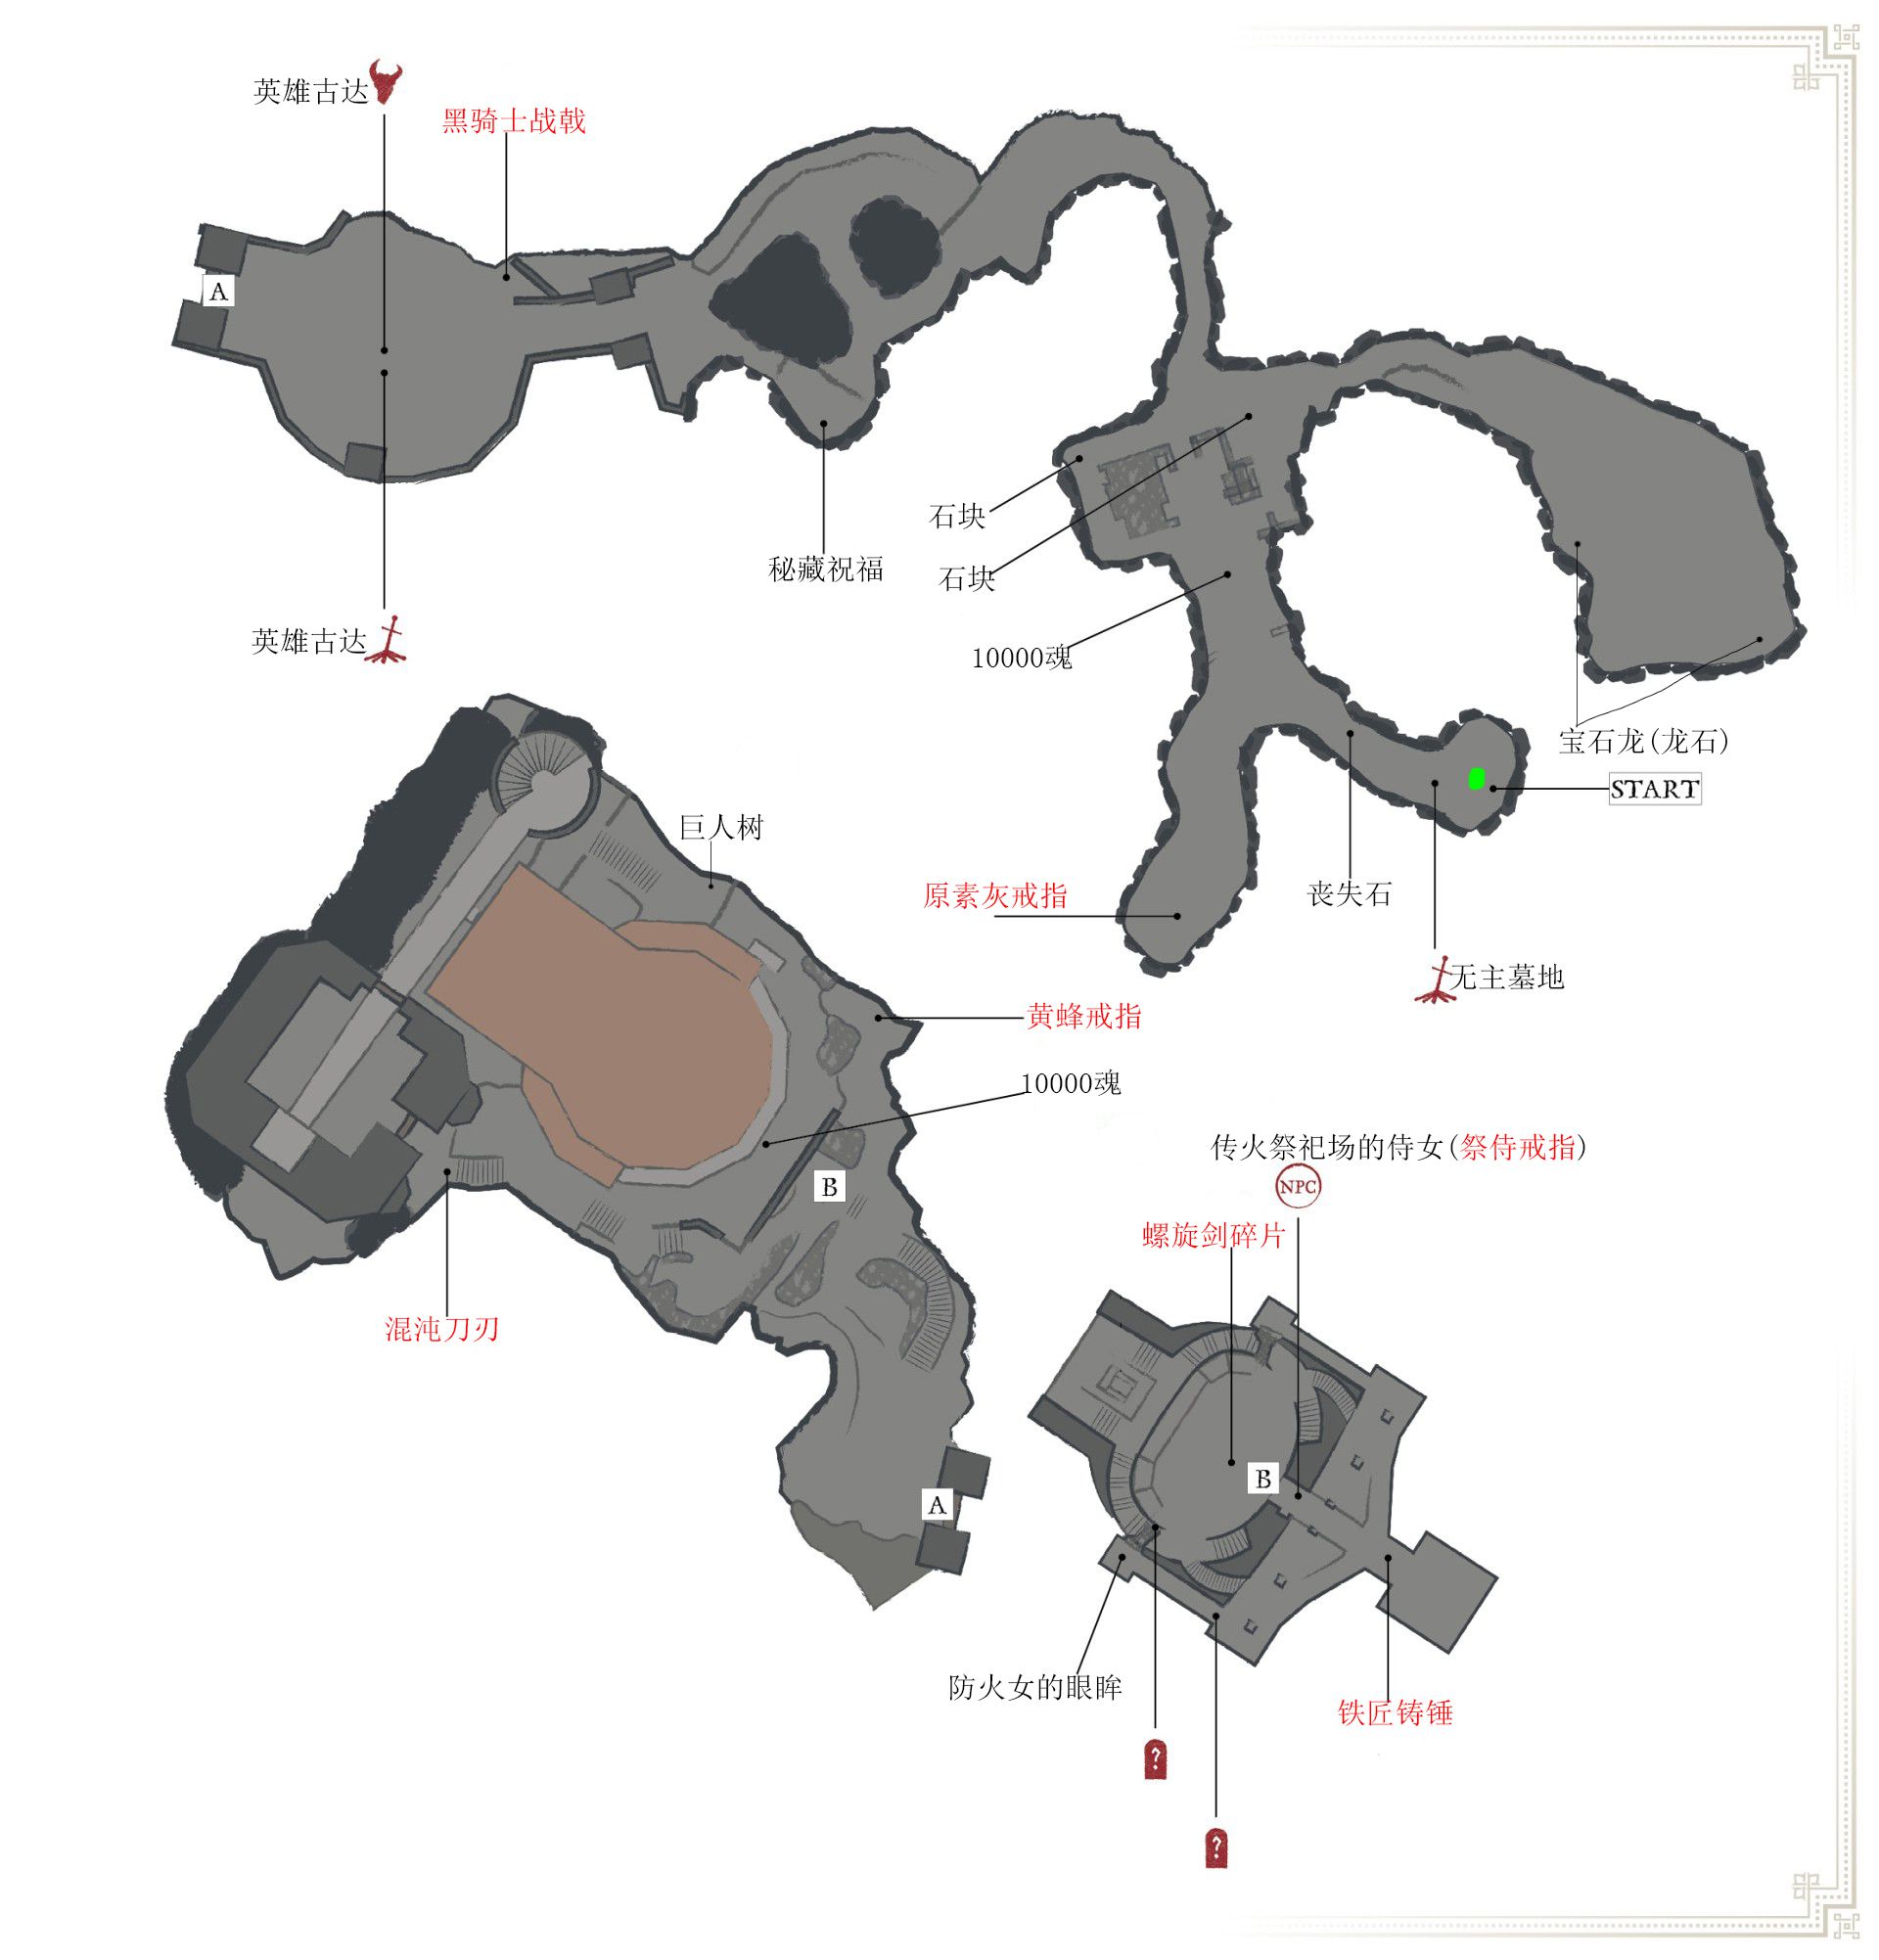 英雄古达
黑骑士战戟
A
石块
秘藏祝福
石块
英雄古达
10000魂
宝石龙(龙石)
START
巨人树
原素灰戒指
丧失石
无主墓地
黄蜂戒指
10000魂
传火祭祀场的侍女(祭侍戒指)
B
NPC
螺旋剑碎片
混沌刀刃
B
A
防火女的眼眸
铁匠铸锤
?
?